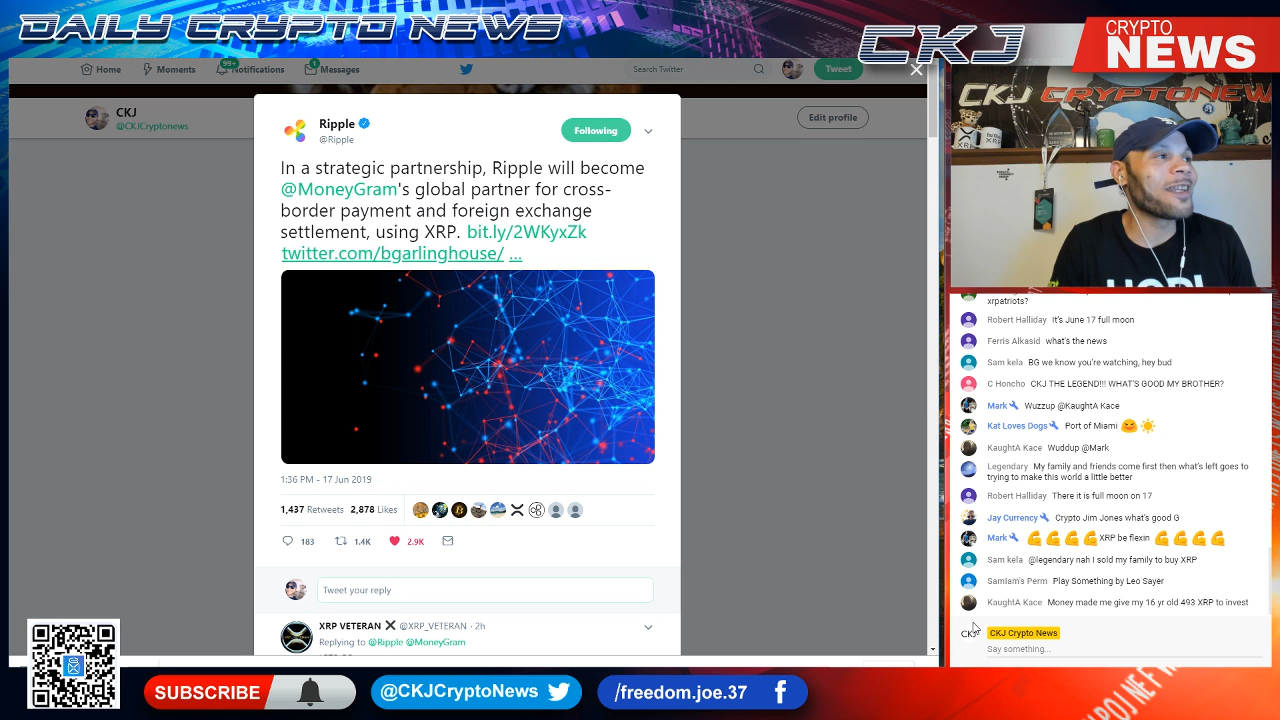 DAILY CRYPTO NEWS
CKJ
CRYPTO
NEWS
Home
Moments
99+
Notifications
1
Messages
Search Twitter
Tweet
CKJ
@CKJCryptonews
Edit profile
Ripple
@Ripple
Following
In a strategic partnership, Ripple will become
@MoneyGram's global partner for cross-
border payment and foreign exchange
settlement, using XRP. bit.ly/2WKyxZk
twitter.com/bgarlinghouse/ ...
1:36 PM - 17 Jun 2019
1,437 Retweets 2,878 Likes
183 1.4K 2.9K
Tweet your reply
XRP VETERAN @XRP_VETERAN · 2h
Replying to @Ripple @MoneyGram
CKJ CRYPTONEW
XRP
HODL
xrpatriots?
Robert Halliday It's June 17 full moon
Ferris Alkasid what's the news
Sam kela BG we know you're watching, hey bud
C Honcho CKJ THE LEGEND!!! WHAT'S GOOD MY BROTHER?
Mark Wuzzup @KaughtA Kace
Kat Loves Dogs Port of Miami 😆☀️
KaughtA Kace Wuddup @Mark
Legendary My family and friends come first then what's left goes to
trying to make this world a little better
Robert Halliday There it is full moon on 17
Jay Currency Crypto Jim Jones what's good G
Mark 💪💪💪💪XRP be flexin 💪💪💪💪
Sam kela @legendary nah I sold my family to buy XRP
SamIam's Perm Play Something by Leo Sayer
KaughtA Kace Money made me give my 16 yr old 493 XRP to invest
CKJ
CKJ Crypto News
Say something...
SUBSCRIBE
@CKJCryptoNews
/freedom.joe.37